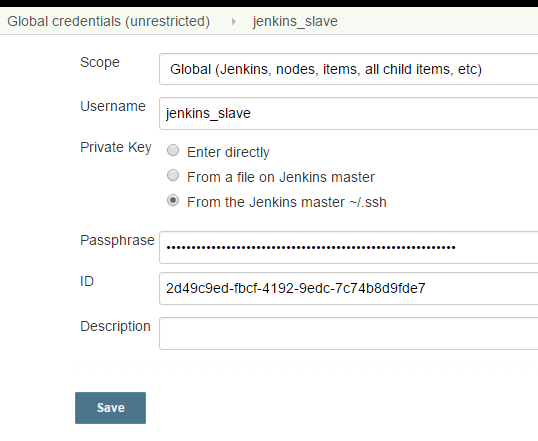 Global credentials (unrestricted) jenkins_slave
Scope Global (Jenkins, nodes, items, all child items, etc)
Username jenkins_slave
Private Key Enter directly
From a file on Jenkins master
From the Jenkins master ~/.ssh
Passphrase
ID 2d49c9ed-fbcf-4192-9edc-7c74b8d9fde7
Description
Save